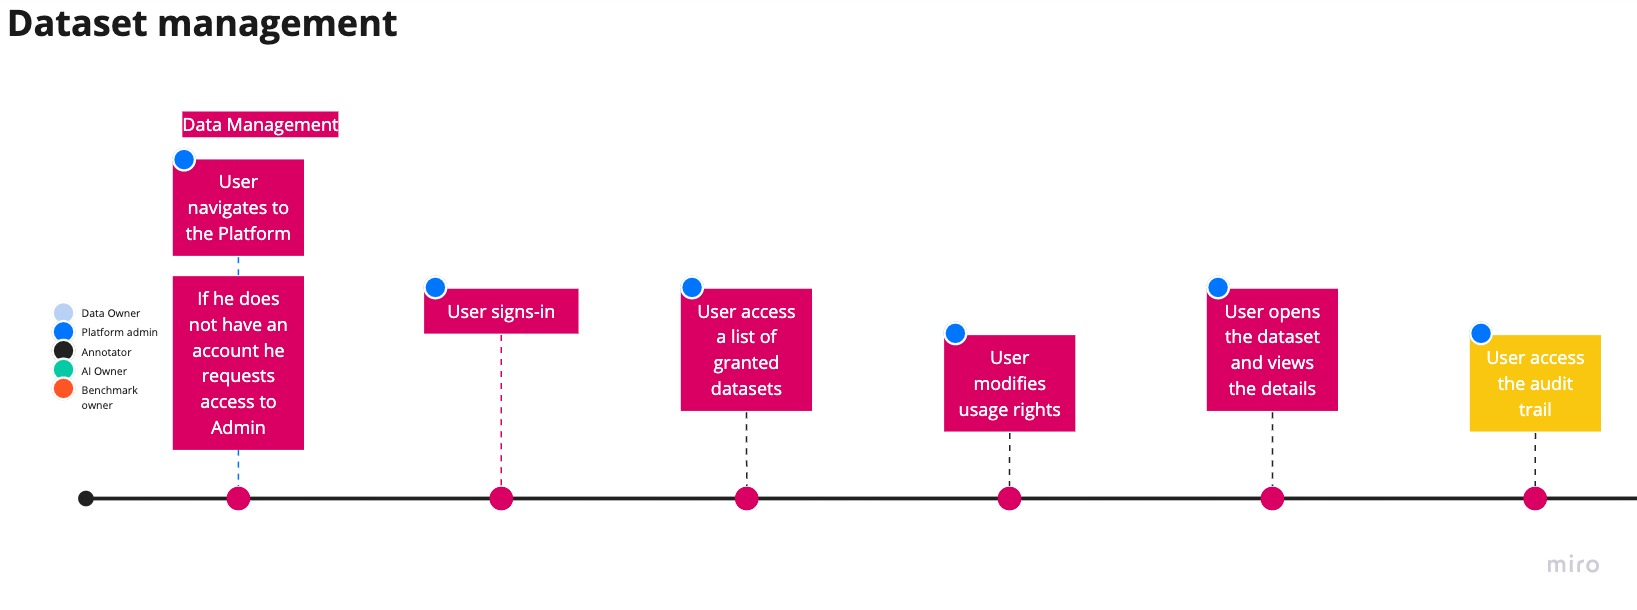 Dataset management
Data Management
User
navigates to
the Platform
If he does
not have an
account he
requests
access to
Admin
Data Owner
Platform admin
Annotator
AI Owner
Benchmark
owner
User signs-in
User access
a list of
granted
datasets
User
modifies
usage rights
User opens
the dataset
and views
the details
User access
the audit
trail
miro